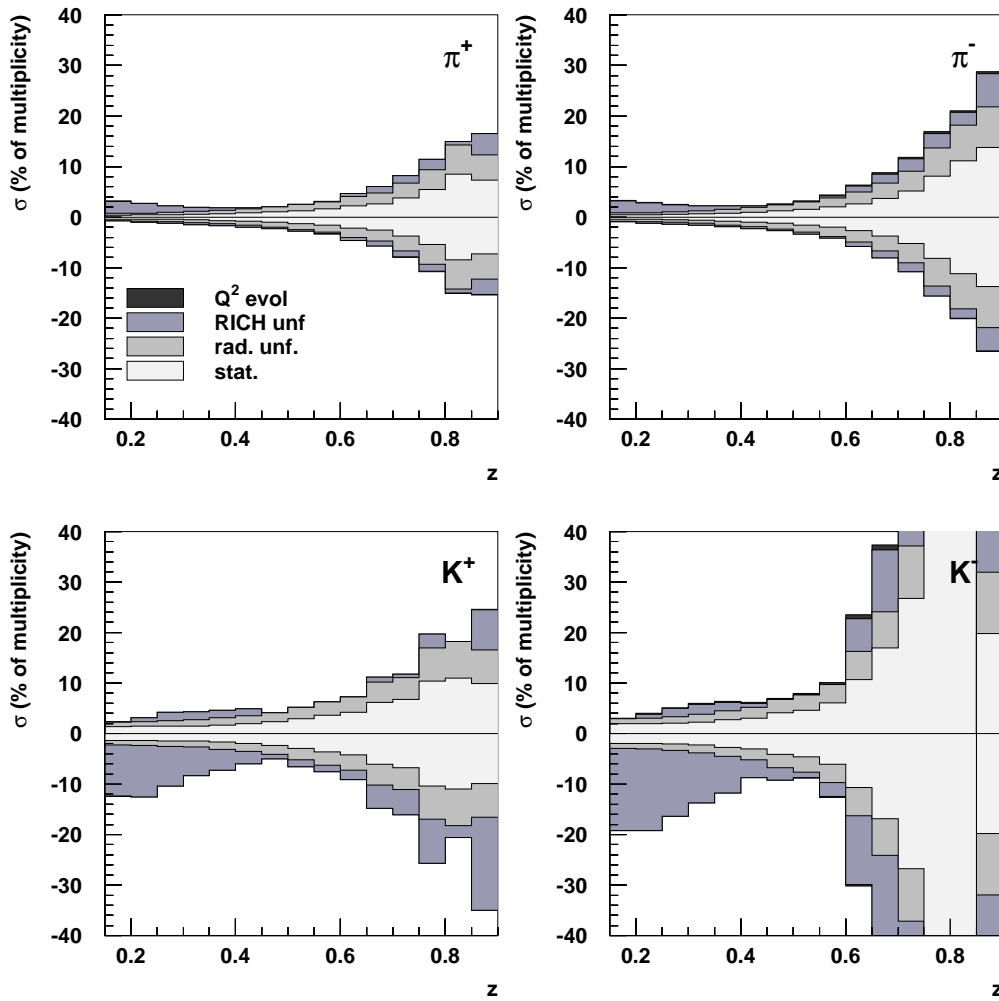 σ (% of multiplicity)
40
30
20
10
0
-10
-20
-30
-40
π⁺
Q² evol
RICH unf
rad. unf.
stat.
0.2 0.4 0.6 0.8
z
σ (% of multiplicity)
40
30
20
10
0
-10
-20
-30
-40
π⁻
0.2 0.4 0.6 0.8
z
σ (% of multiplicity)
40
30
20
10
0
-10
-20
-30
-40
K⁺
0.2 0.4 0.6 0.8
z
σ (% of multiplicity)
40
30
20
10
0
-10
-20
-30
-40
K⁻
0.2 0.4 0.6 0.8
z